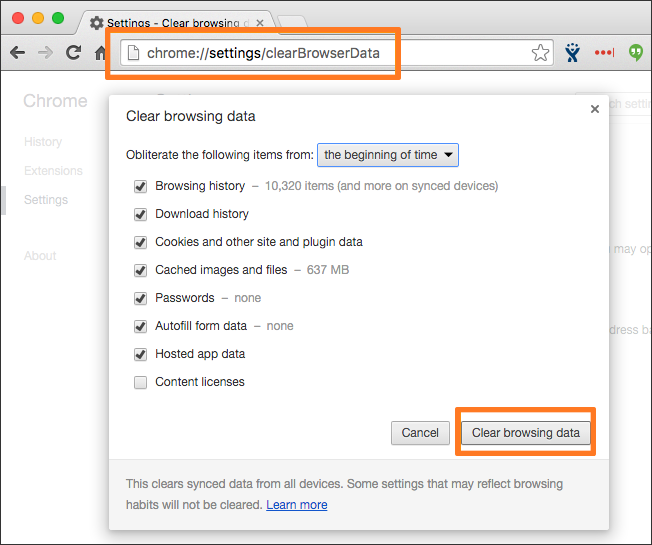 Settings - Clear browsing d
chrome://settings/clearBrowserData
Chrome
History
Extensions
Settings
About
Clear browsing data
Obliterate the following items from: the beginning of time
Browsing history – 10,320 items (and more on synced devices)
Download history
Cookies and other site and plugin data
Cached images and files – 637 MB
Passwords – none
Autofill form data – none
Hosted app data
Content licenses
Cancel
Clear browsing data
This clears synced data from all devices. Some settings that may reflect browsing
habits will not be cleared. Learn more
may op
dress ba